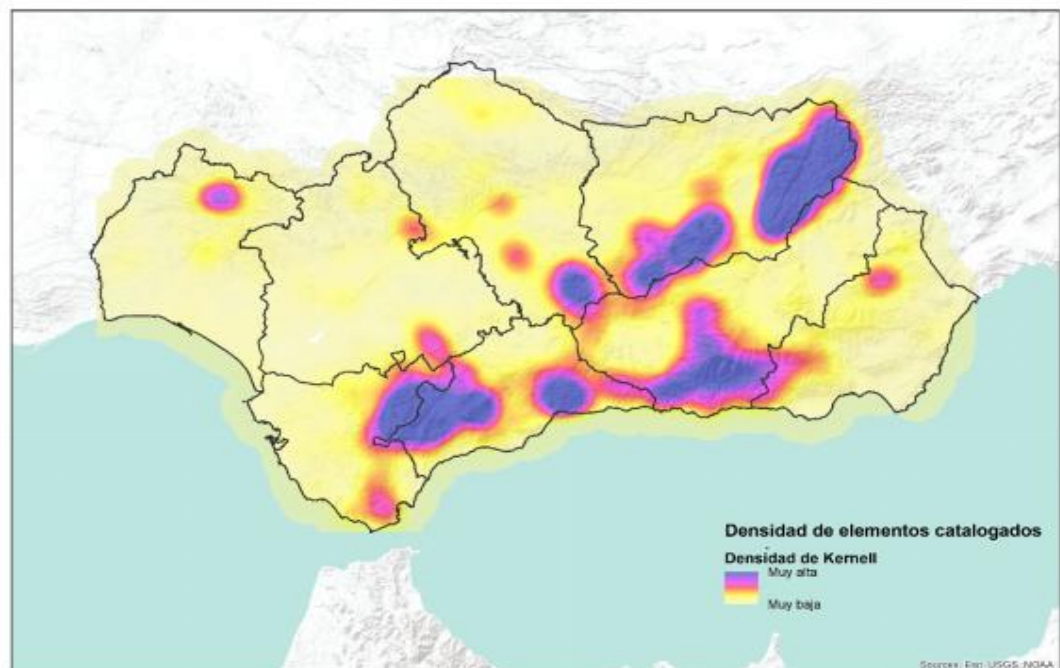 Densidad de elementos catalogados
Densidad de Kernell
Muy alta
Muy baja
Sources: Esri, USGS, NOAA